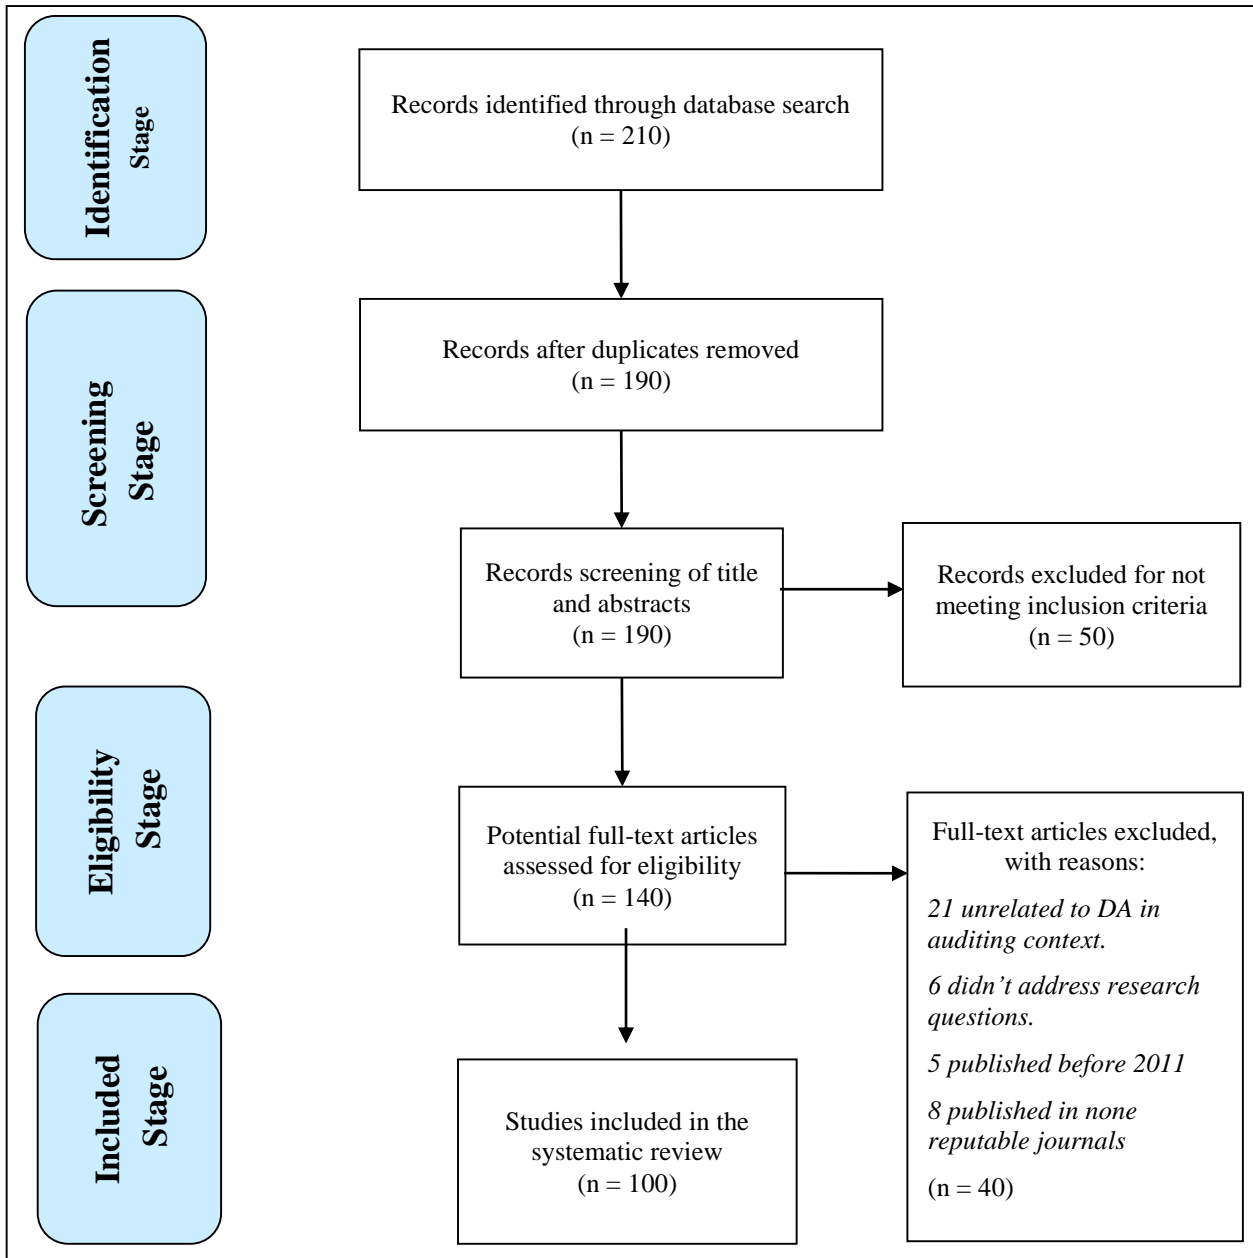 Identification
Stage
Records identified through database search
(n = 210)
Screening
Stage
Records after duplicates removed
(n = 190)
Records screening of title
and abstracts
(n = 190)
Records excluded for not
meeting inclusion criteria
(n = 50)
Eligibility
Stage
Potential full-text articles
assessed for eligibility
(n = 140)
Full-text articles excluded,
with reasons:
21 unrelated to DA in
auditing context.
6 didn’t address research
questions.
5 published before 2011
8 published in none
reputable journals
(n = 40)
Included
Stage
Studies included in the
systematic review
(n = 100)